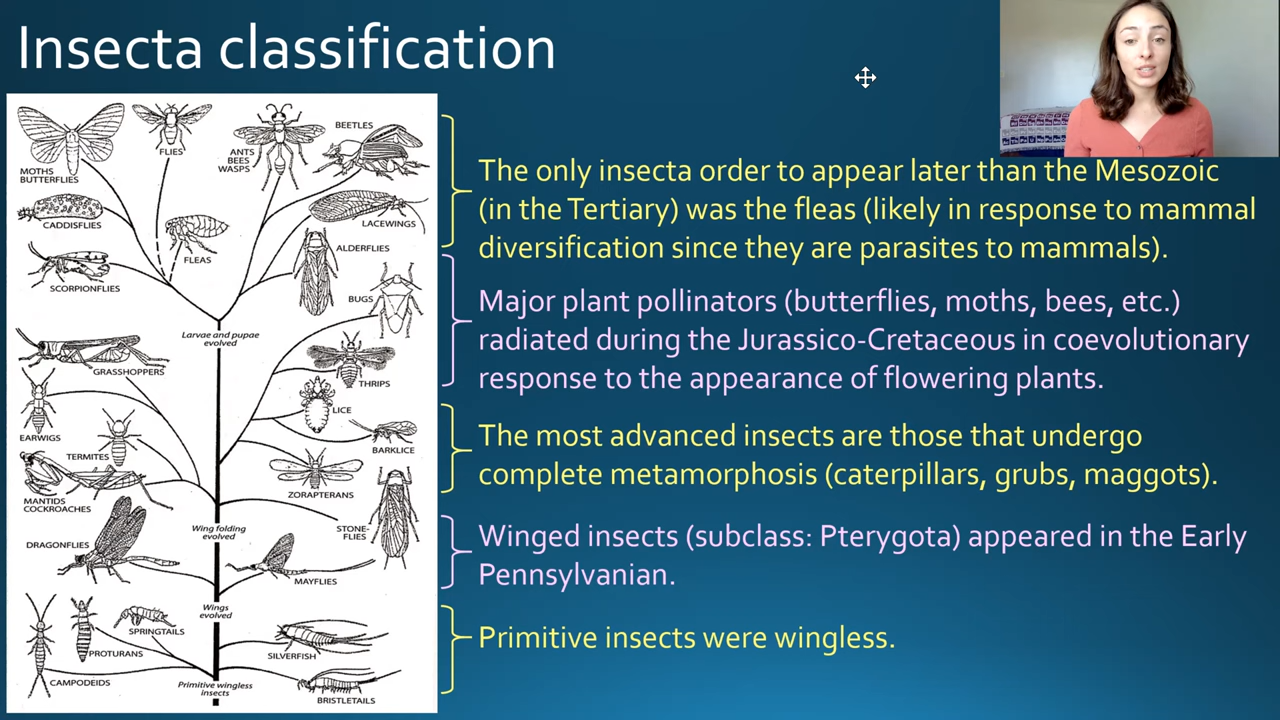 Insecta classification
MOTHS
BUTTERFLIES
FLIES
ANTS
BEES
WASPS
BEETLES
CADDISFLIES
LACEWINGS
FLEAS
ALDERFLIES
SCORPIONFLIES
BUGS
Larvae and pupae
evolved
GRASSHOPPERS
THRIPS
LICE
EARWIGS
BARKLICE
TERMITES
ZORAPTERANS
MANTIDS
COCKROACHES
Wing folding
evolved
STONE-
FLIES
DRAGONFLIES
MAYFLIES
Wings
evolved
SPRINGTAILS
PROTURANS
SILVERFISH
CAMPODEIDS
Primitive wingless
insects
BRISTLETAILS
The only insecta order to appear later than the Mesozoic
(in the Tertiary) was the fleas (likely in response to mammal
diversification since they are parasites to mammals).
Major plant pollinators (butterflies, moths, bees, etc.)
radiated during the Jurassico-Cretaceous in coevolutionary
response to the appearance of flowering plants.
The most advanced insects are those that undergo
complete metamorphosis (caterpillars, grubs, maggots).
Winged insects (subclass: Pterygota) appeared in the Early
Pennsylvanian.
Primitive insects were wingless.